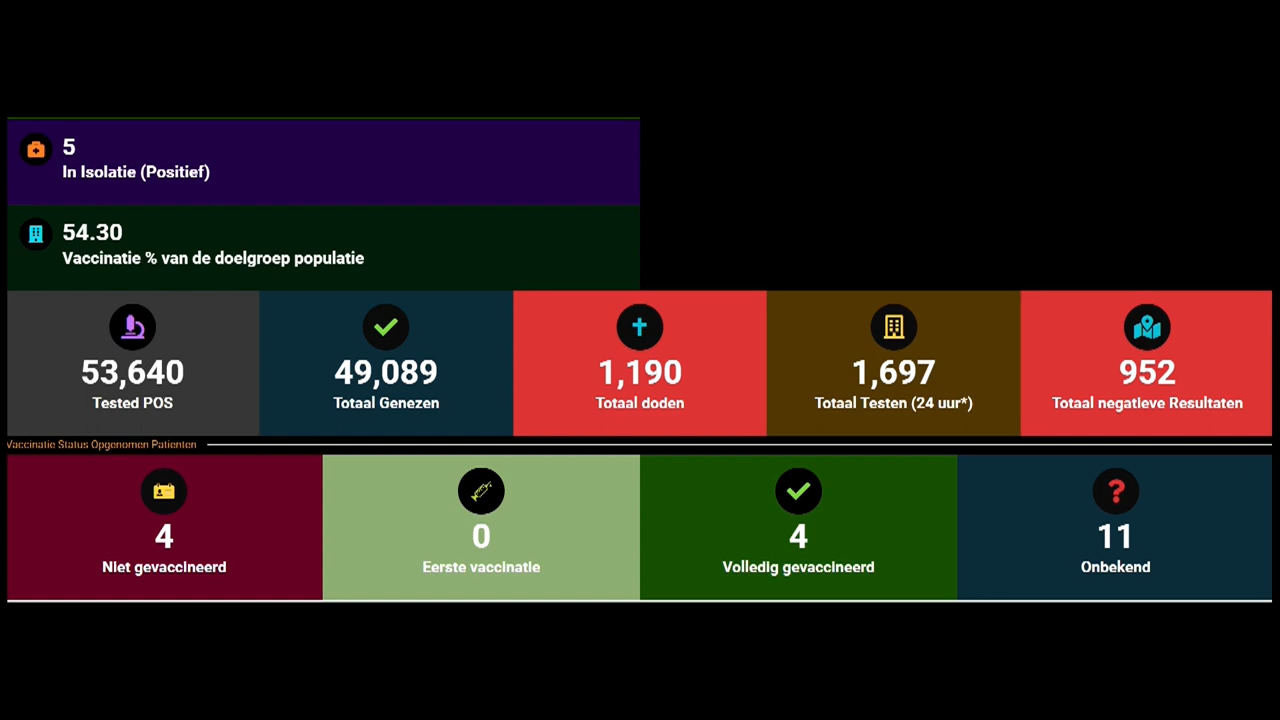 5
In Isolatie (Positief)
54.30
Vaccinatie % van de doelgroep populatie
53,640
Tested POS
49,089
Totaal Genezen
1,190
Totaal doden
1,697
Totaal Testen (24 uur*)
952
Totaal negatieve Resultaten
Vaccinatie Status Opgenomen Patienten
4
Niet gevaccineerd
0
Eerste vaccinatie
4
Volledig gevaccineerd
11
Onbekend